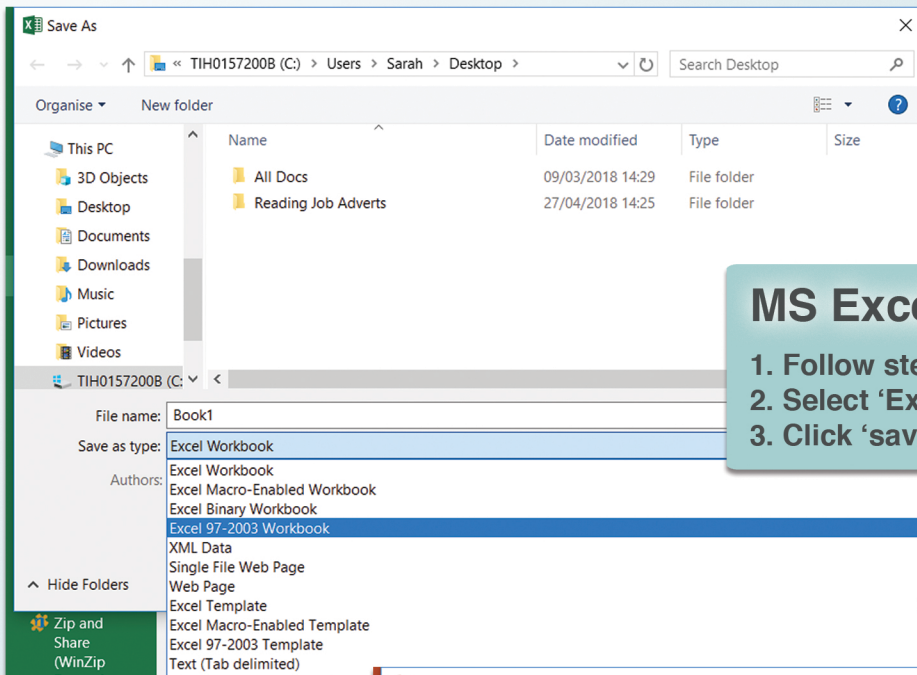 Save As
« TIH0157200B (C:) > Users > Sarah > Desktop >
Search Desktop
Organise
New folder
?
Name
Date modified
Type
Size
This PC
3D Objects
Desktop
Documents
Downloads
Music
Pictures
Videos
TIH0157200B (C:
All Docs 09/03/2018 14:29 File folder
Reading Job Adverts 27/04/2018 14:25 File folder
MS Exce
1. Follow ste
2. Select ‘Ex
3. Click ‘sav
File name: Book1
Save as type: Excel Workbook
Authors:
Excel Workbook
Excel Macro-Enabled Workbook
Excel Binary Workbook
Excel 97-2003 Workbook
XML Data
Single File Web Page
Web Page
Excel Template
Excel Macro-Enabled Template
Excel 97-2003 Template
Text (Tab delimited)
Hide Folders
Zip and
Share
(WinZip